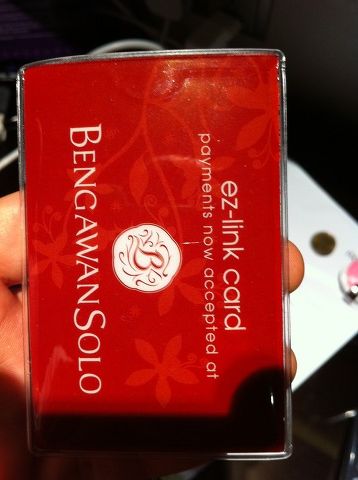 ez-link card
payments now accepted at
BENGAWANSOLO